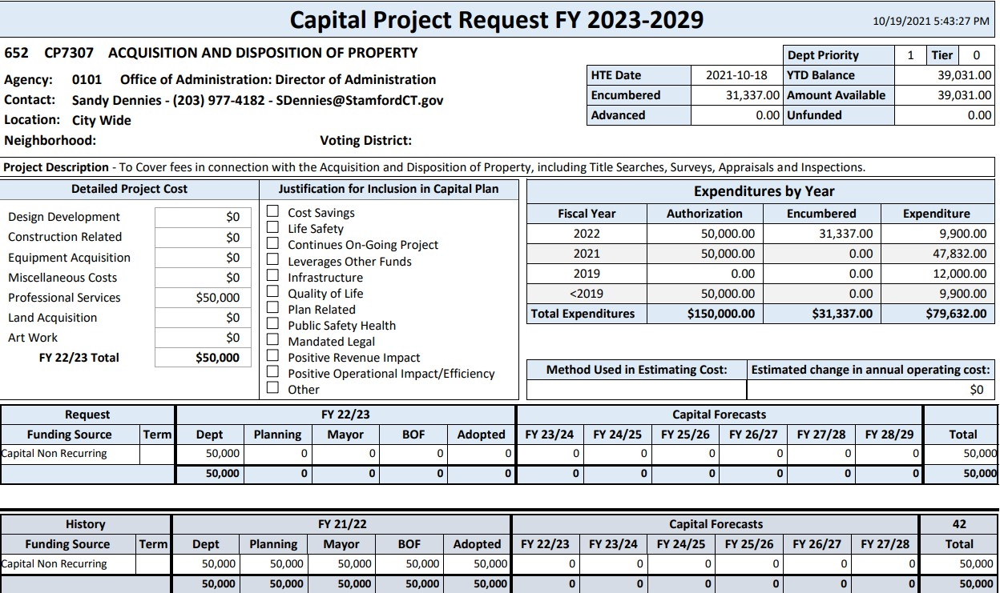 Capital Project Request FY 2023-2029
10/19/2021 5:43:27 PM
652 CP7307 ACQUISITION AND DISPOSITION OF PROPERTY
Dept Priority 1 Tier 0
Agency: 0101 Office of Administration: Director of Administration
HTE Date 2021-10-18 YTD Balance 39,031.00
Contact: Sandy Dennies - (203) 977-4182 - SDennies@StamfordCT.gov
Encumbered 31,337.00 Amount Available 39,031.00
Location: City Wide
Advanced 0.00 Unfunded 0.00
Neighborhood: Voting District:
Project Description - To Cover fees in connection with the Acquisition and Disposition of Property, including Title Searches, Surveys, Appraisals and Inspections.
Detailed Project Cost
Design Development $0
Construction Related $0
Equipment Acquisition $0
Miscellaneous Costs $0
Professional Services $50,000
Land Acquisition $0
Art Work $0
FY 22/23 Total $50,000
Justification for Inclusion in Capital Plan
Cost Savings
Life Safety
Continues On-Going Project
Leverages Other Funds
Infrastructure
Quality of Life
Plan Related
Public Safety Health
Mandated Legal
Positive Revenue Impact
Positive Operational Impact/Efficiency
Other
Expenditures by Year
Fiscal Year Authorization Encumbered Expenditure
2022 50,000.00 31,337.00 9,900.00
2021 50,000.00 0.00 47,832.00
2019 0.00 0.00 12,000.00
<2019 50,000.00 0.00 9,900.00
Total Expenditures $150,000.00 $31,337.00 $79,632.00
Method Used in Estimating Cost: Estimated change in annual operating cost:
$0
Request FY 22/23 Capital Forecasts
Funding Source Term Dept Planning Mayor BOF Adopted FY 23/24 FY 24/25 FY 25/26 FY 26/27 FY 27/28 FY 28/29 Total
Capital Non Recurring 50,000 0 0 0 0 0 0 0 0 0 0 50,000
50,000 0 0 0 0 0 0 0 0 0 0 50,000
History FY 21/22 Capital Forecasts 42
Funding Source Term Dept Planning Mayor BOF Adopted FY 22/23 FY 23/24 FY 24/25 FY 25/26 FY 26/27 FY 27/28 Total
Capital Non Recurring 50,000 50,000 50,000 50,000 50,000 0 0 0 0 0 0 50,000
50,000 50,000 50,000 50,000 50,000 0 0 0 0 0 0 50,000